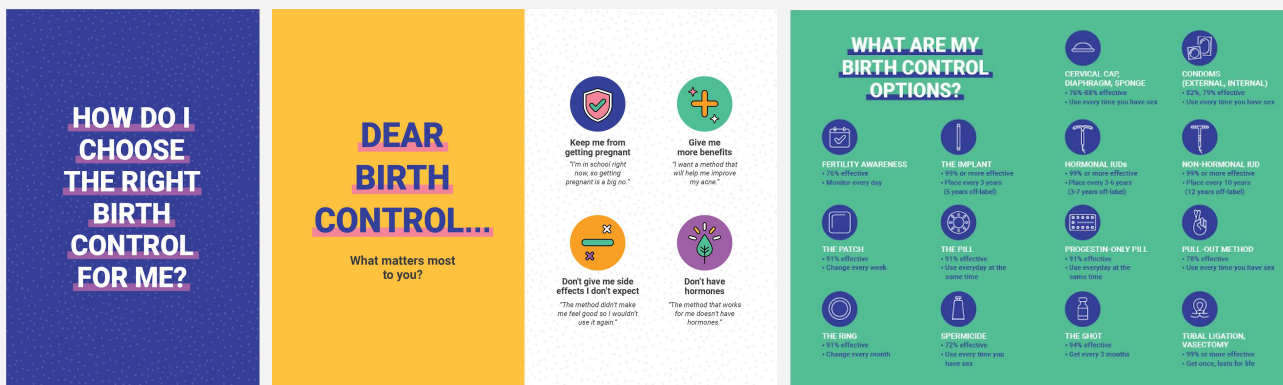 HOW DO I
CHOOSE
THE RIGHT
BIRTH
CONTROL
FOR ME?
DEAR
BIRTH
CONTROL...
What matters most
to you?
Keep me from
getting pregnant
"I'm in school right
now, so getting
pregnant is a big no."
Give me
more benefits
"I want a method that
will help me improve
my acne."
Don't give me side
effects I don't expect
"The method didn't make
me feel good so I wouldn't
use it again."
Don't have
hormones
"The method that works
for me doesn't have
hormones."
WHAT ARE MY
BIRTH CONTROL
OPTIONS?
CERVICAL CAP,
DIAPHRAGM, SPONGE
• 76%-88% effective
• Use every time you have sex
CONDOMS
(EXTERNAL, INTERNAL)
• 82%, 79% effective
• Use every time you have sex
FERTILITY AWARENESS
• 76% effective
• Monitor every day
THE IMPLANT
• 99% or more effective
• Place every 3 years
(5 years off-label)
HORMONAL IUDs
• 99% or more effective
• Place every 3-6 years
(3-7 years off-label)
NON-HORMONAL IUD
• 99% or more effective
• Place every 10 years
(12 years off-label)
THE PATCH
• 91% effective
• Change every week
THE PILL
• 91% effective
• Use everyday at the
same time
PROGESTIN-ONLY PILL
• 91% effective
• Use everyday at the
same time
PULL-OUT METHOD
• 78% effective
• Use every time you have sex
THE RING
• 91% effective
• Change every month
SPERMICIDE
• 72% effective
• Use every time you
have sex
THE SHOT
• 94% effective
• Get every 3 months
TUBAL LIGATION,
VASECTOMY
• 99% or more effective
• Get once, lasts for life